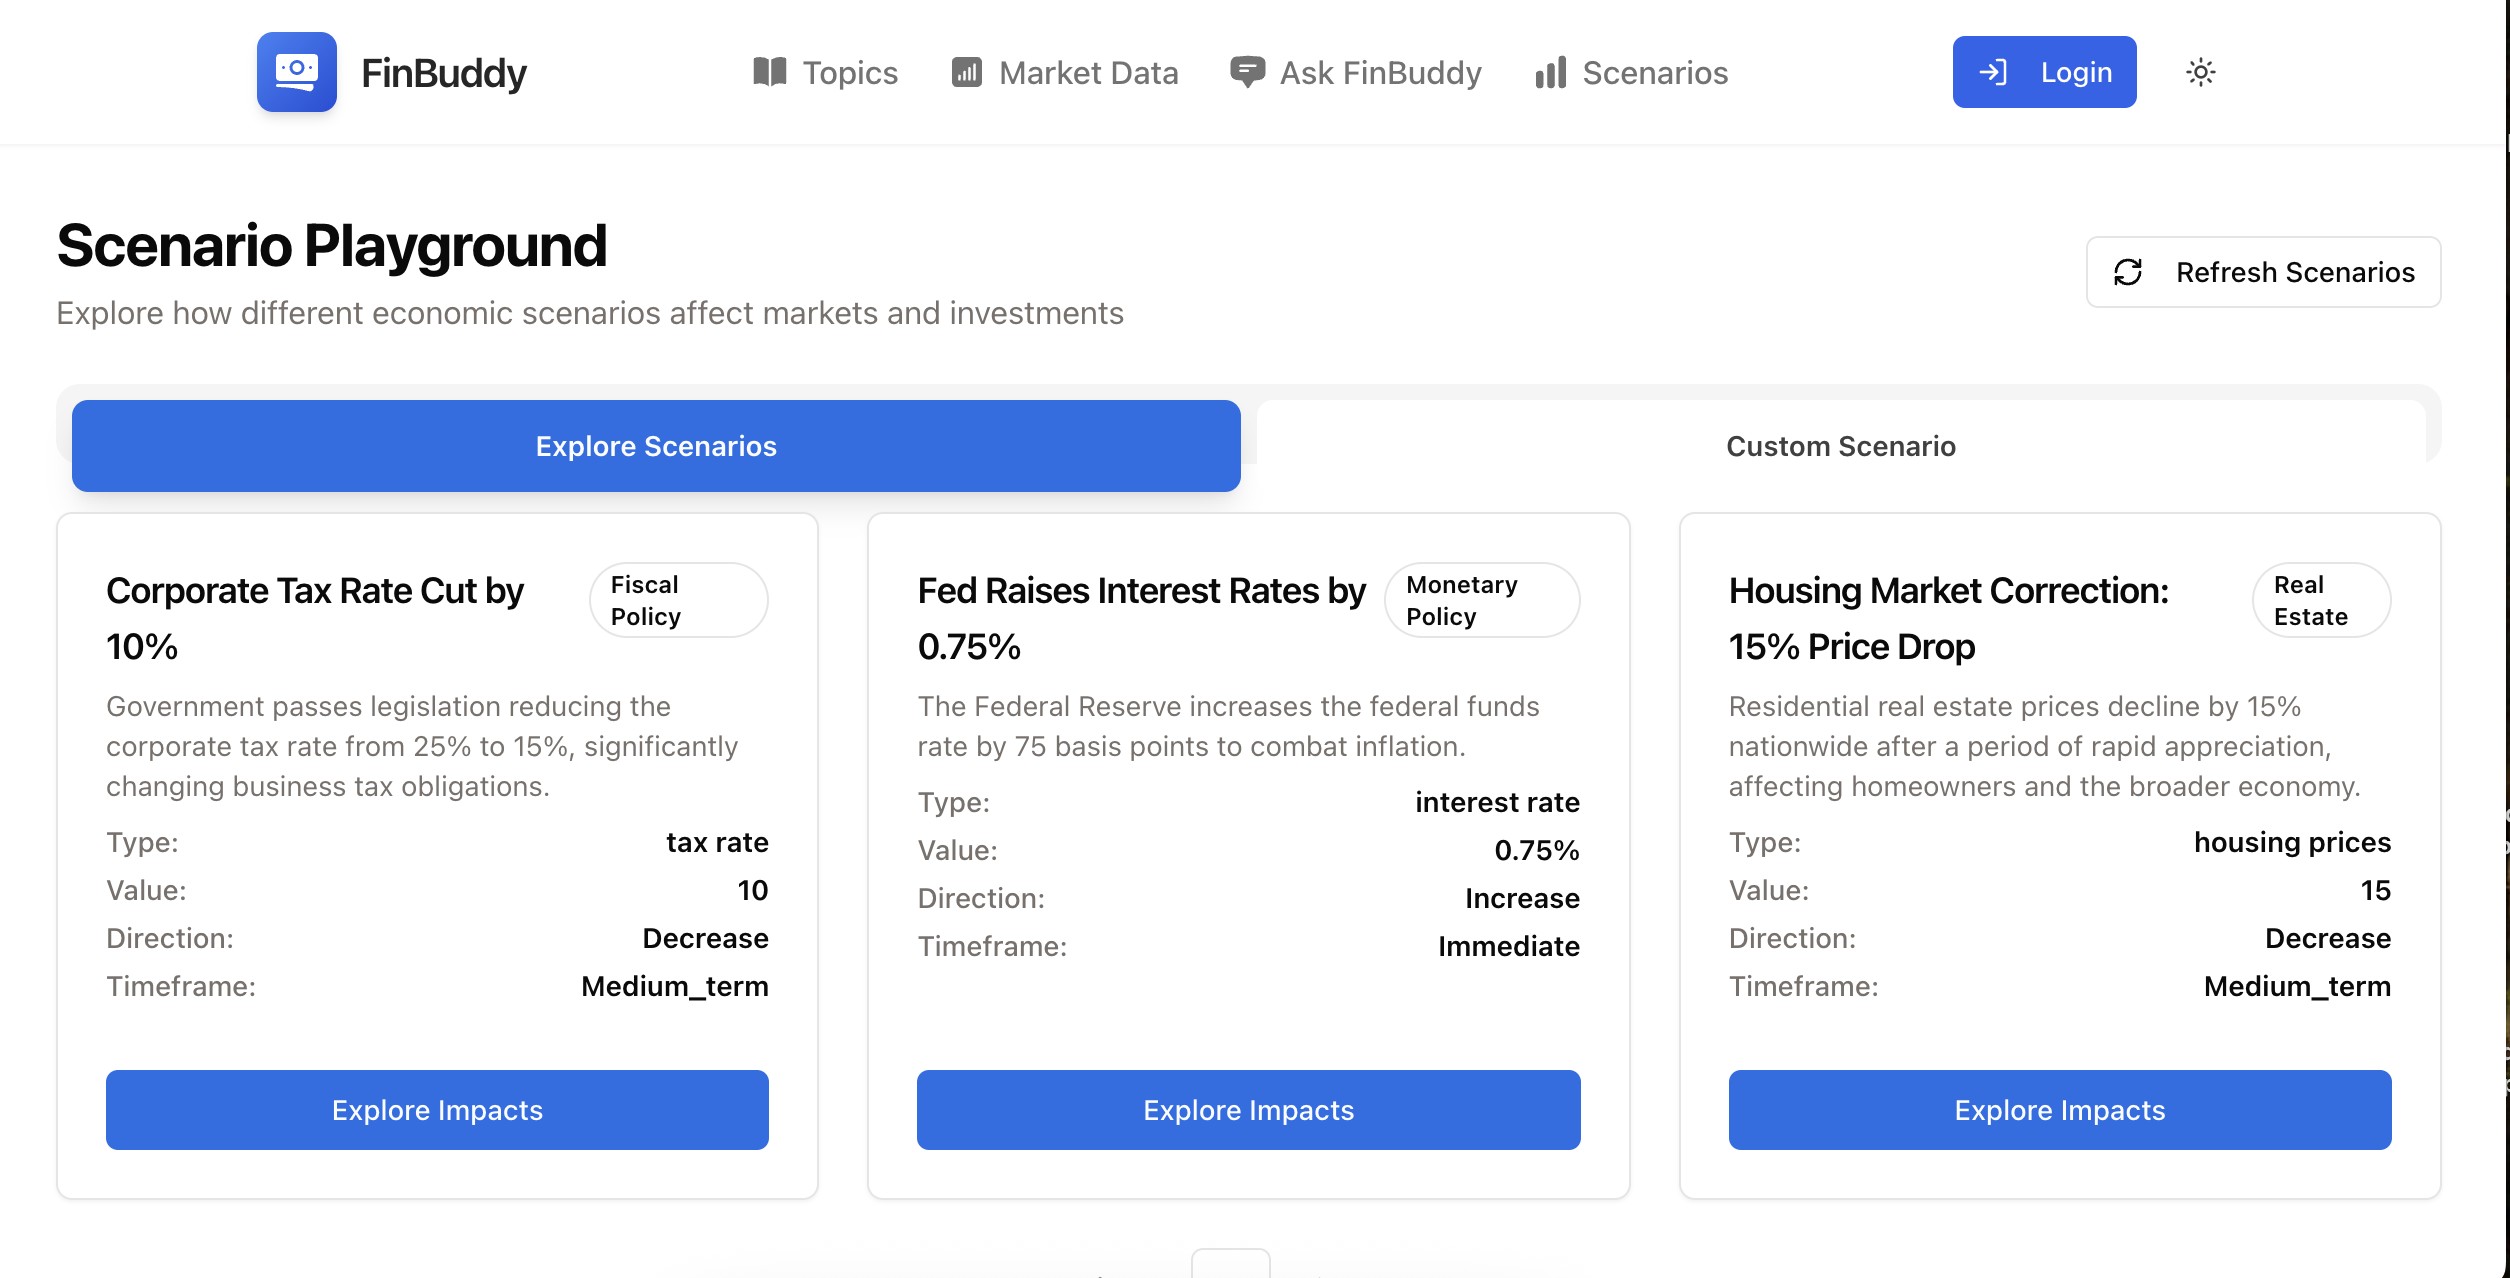 FinBuddy
Topics
Market Data
Ask FinBuddy
Scenarios
Login
Scenario Playground
Explore how different economic scenarios affect markets and investments
Refresh Scenarios
Explore Scenarios
Custom Scenario
Corporate Tax Rate Cut by
10%
Fiscal
Policy
Government passes legislation reducing the
corporate tax rate from 25% to 15%, significantly
changing business tax obligations.
Type: tax rate
Value: 10
Direction: Decrease
Timeframe: Medium_term
Explore Impacts
Fed Raises Interest Rates by
0.75%
Monetary
Policy
The Federal Reserve increases the federal funds
rate by 75 basis points to combat inflation.
Type: interest rate
Value: 0.75%
Direction: Increase
Timeframe: Immediate
Explore Impacts
Housing Market Correction:
15% Price Drop
Real
Estate
Residential real estate prices decline by 15%
nationwide after a period of rapid appreciation,
affecting homeowners and the broader economy.
Type: housing prices
Value: 15
Direction: Decrease
Timeframe: Medium_term
Explore Impacts